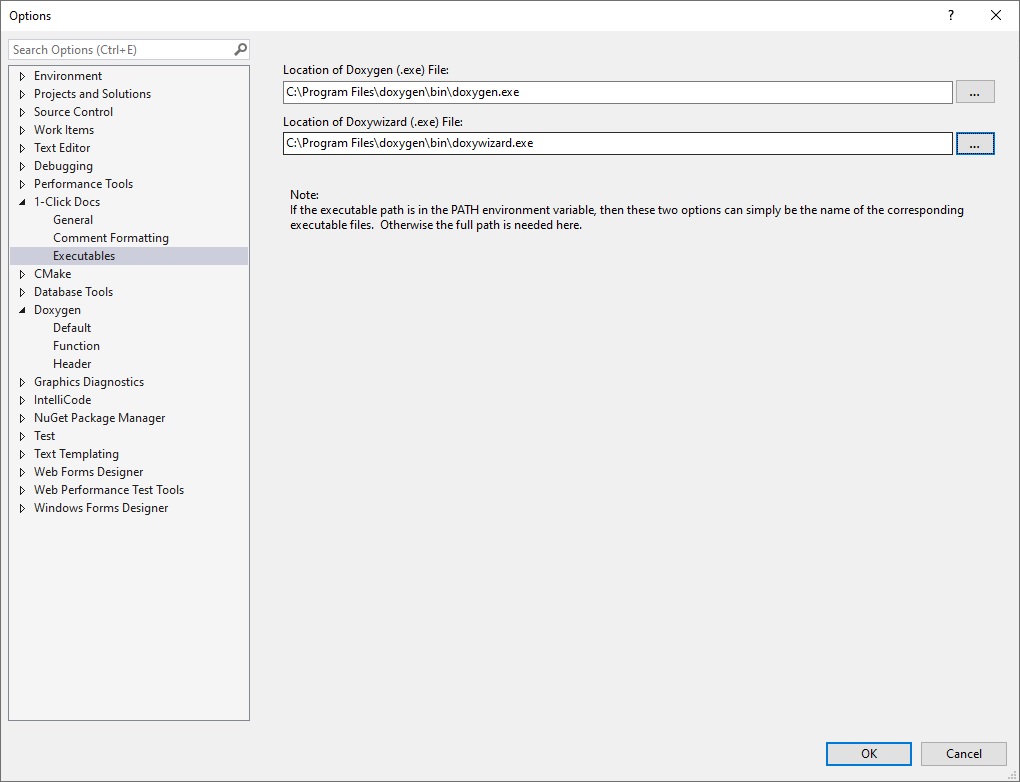 Options
?
Search Options (Ctrl+E)
Environment
Projects and Solutions
Source Control
Work Items
Text Editor
Debugging
Performance Tools
1-Click Docs
General
Comment Formatting
Executables
CMake
Database Tools
Doxygen
Default
Function
Header
Graphics Diagnostics
IntelliCode
NuGet Package Manager
Test
Text Templating
Web Forms Designer
Web Performance Test Tools
Windows Forms Designer
Location of Doxygen (.exe) File:
C:\Program Files\doxygen\bin\doxygen.exe
...
Location of Doxywizard (.exe) File:
C:\Program Files\doxygen\bin\doxywizard.exe
...
Note:
If the executable path is in the PATH environment variable, then these two options can simply be the name of the corresponding
executable files.  Otherwise the full path is needed here.
OK
Cancel